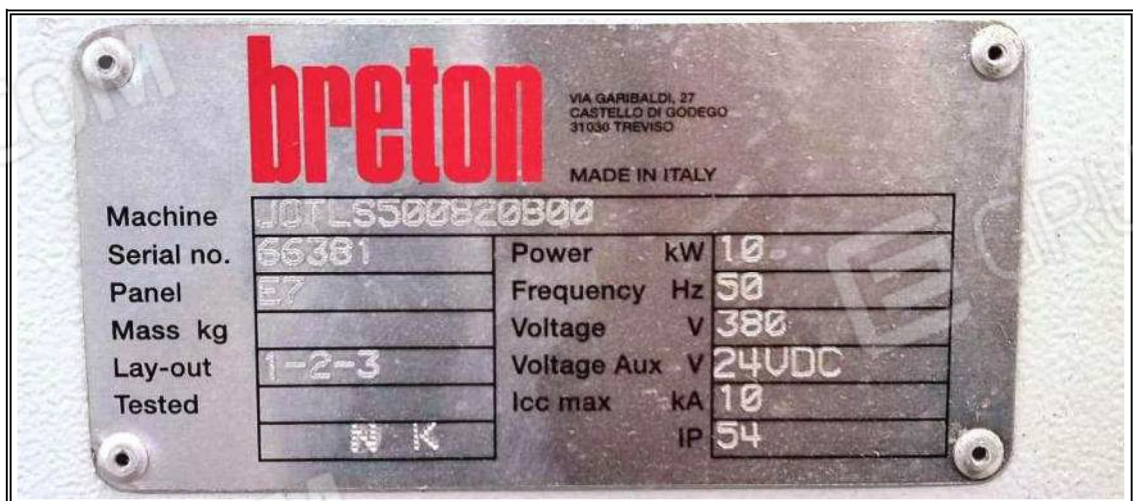 breton
VIA GARIBALDI, 27
CASTELLO DI GODEGO
31030 TREVISO
MADE IN ITALY
Machine JOTLS500820800
Serial no. 66381 Power kW 10
Panel E7 Frequency Hz 50
Mass kg Voltage V 380
Lay-out 1-2-3 Voltage Aux V 24VDC
Tested Icc max kA 10
N K IP 54